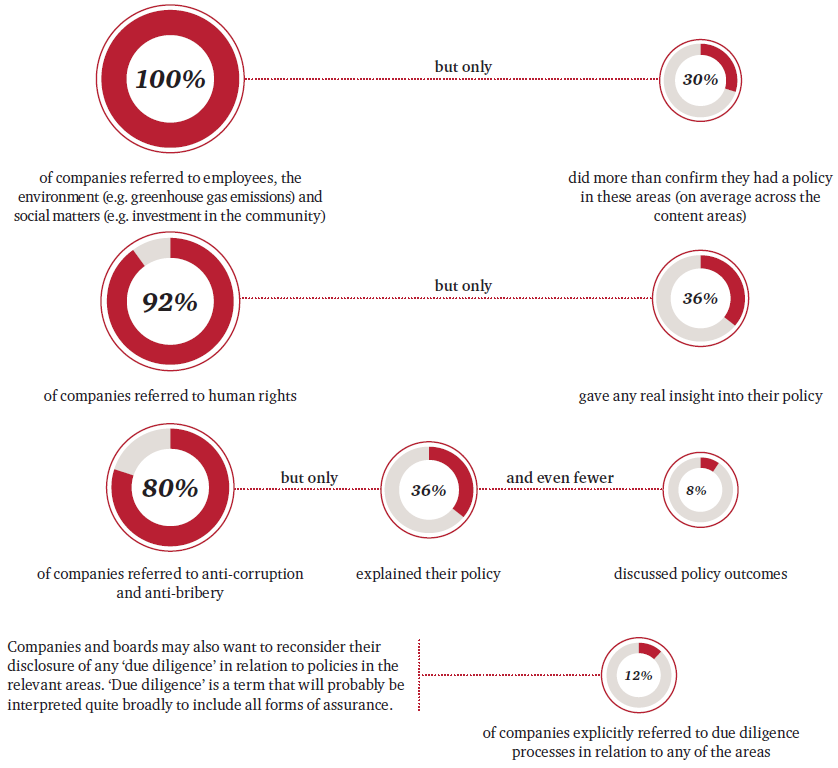 100%
but only
30%
of companies referred to employees, the
environment (e.g. greenhouse gas emissions) and
social matters (e.g. investment in the community)
did more than confirm they had a policy
in these areas (on average across the
content areas)
92%
but only
36%
of companies referred to human rights
gave any real insight into their policy
80%
but only
36%
and even fewer
8%
of companies referred to anti-corruption
and anti-bribery
explained their policy
discussed policy outcomes
Companies and boards may also want to reconsider their
disclosure of any ‘due diligence’ in relation to policies in the
relevant areas. ‘Due diligence’ is a term that will probably be
interpreted quite broadly to include all forms of assurance.
12%
of companies explicitly referred to due diligence
processes in relation to any of the areas